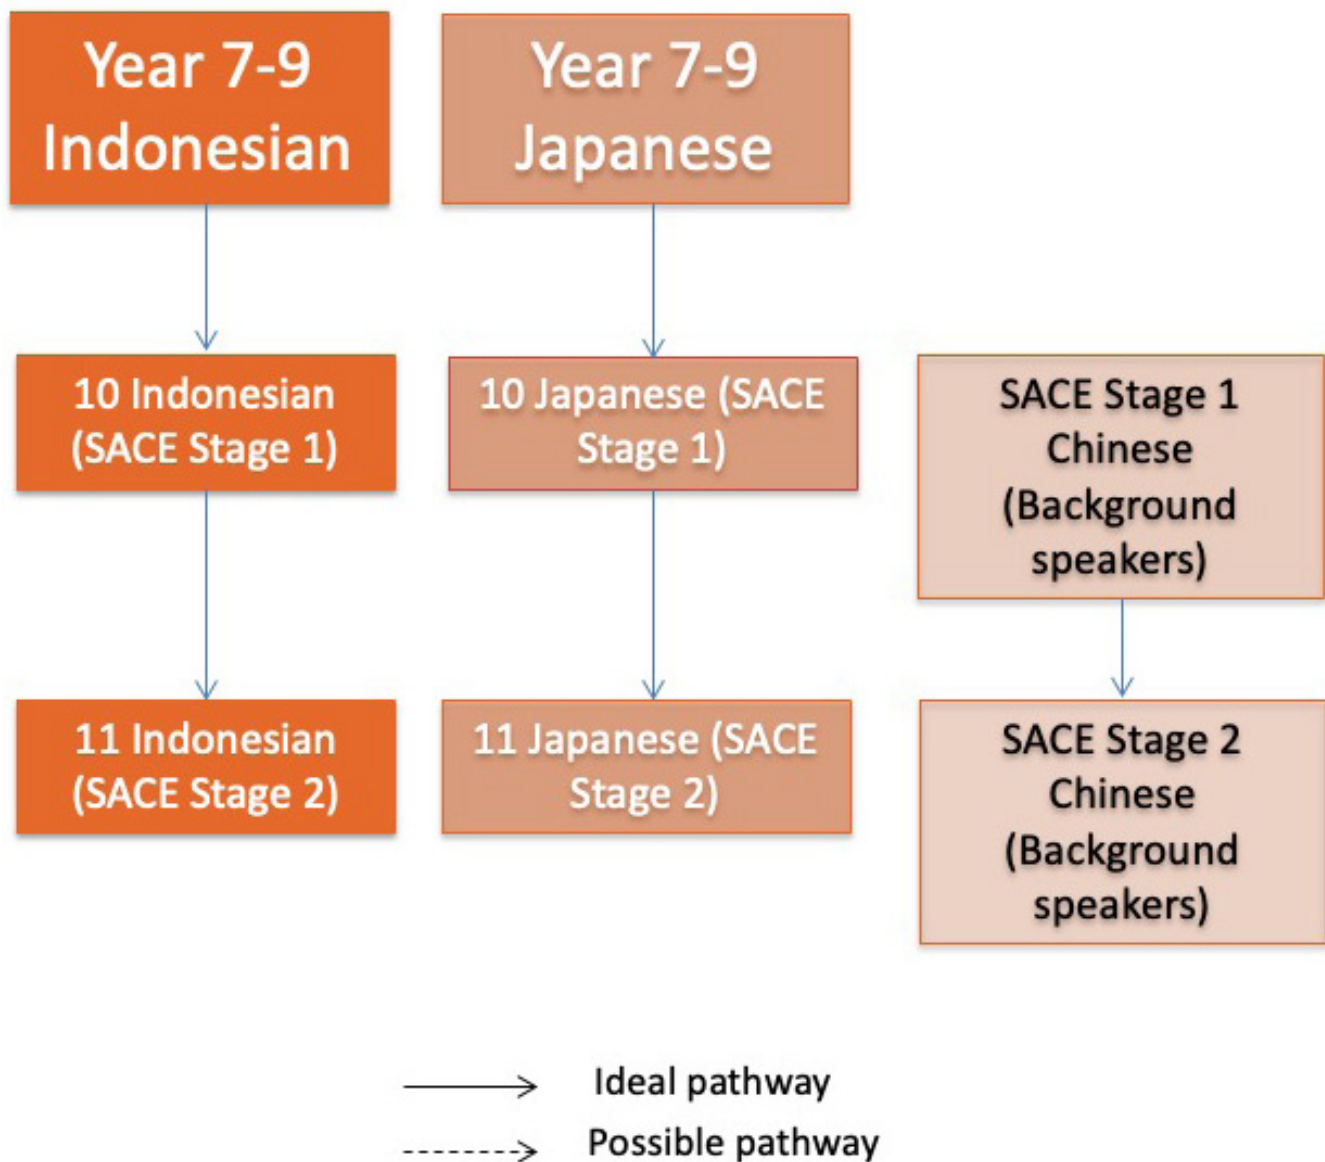 Year 7-9
Indonesian
Year 7-9
Japanese
10 Indonesian
(SACE Stage 1)
10 Japanese (SACE
Stage 1)
SACE Stage 1
Chinese
(Background
speakers)
11 Indonesian
(SACE Stage 2)
11 Japanese (SACE
Stage 2)
SACE Stage 2
Chinese
(Background
speakers)
Ideal pathway
Possible pathway